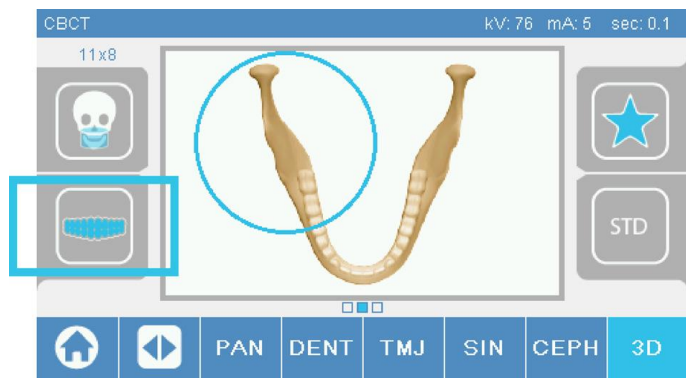 CBCT kV: 76 mA: 5 sec: 0.1
11x8
STD
PAN DENT TMJ SIN CEPH 3D